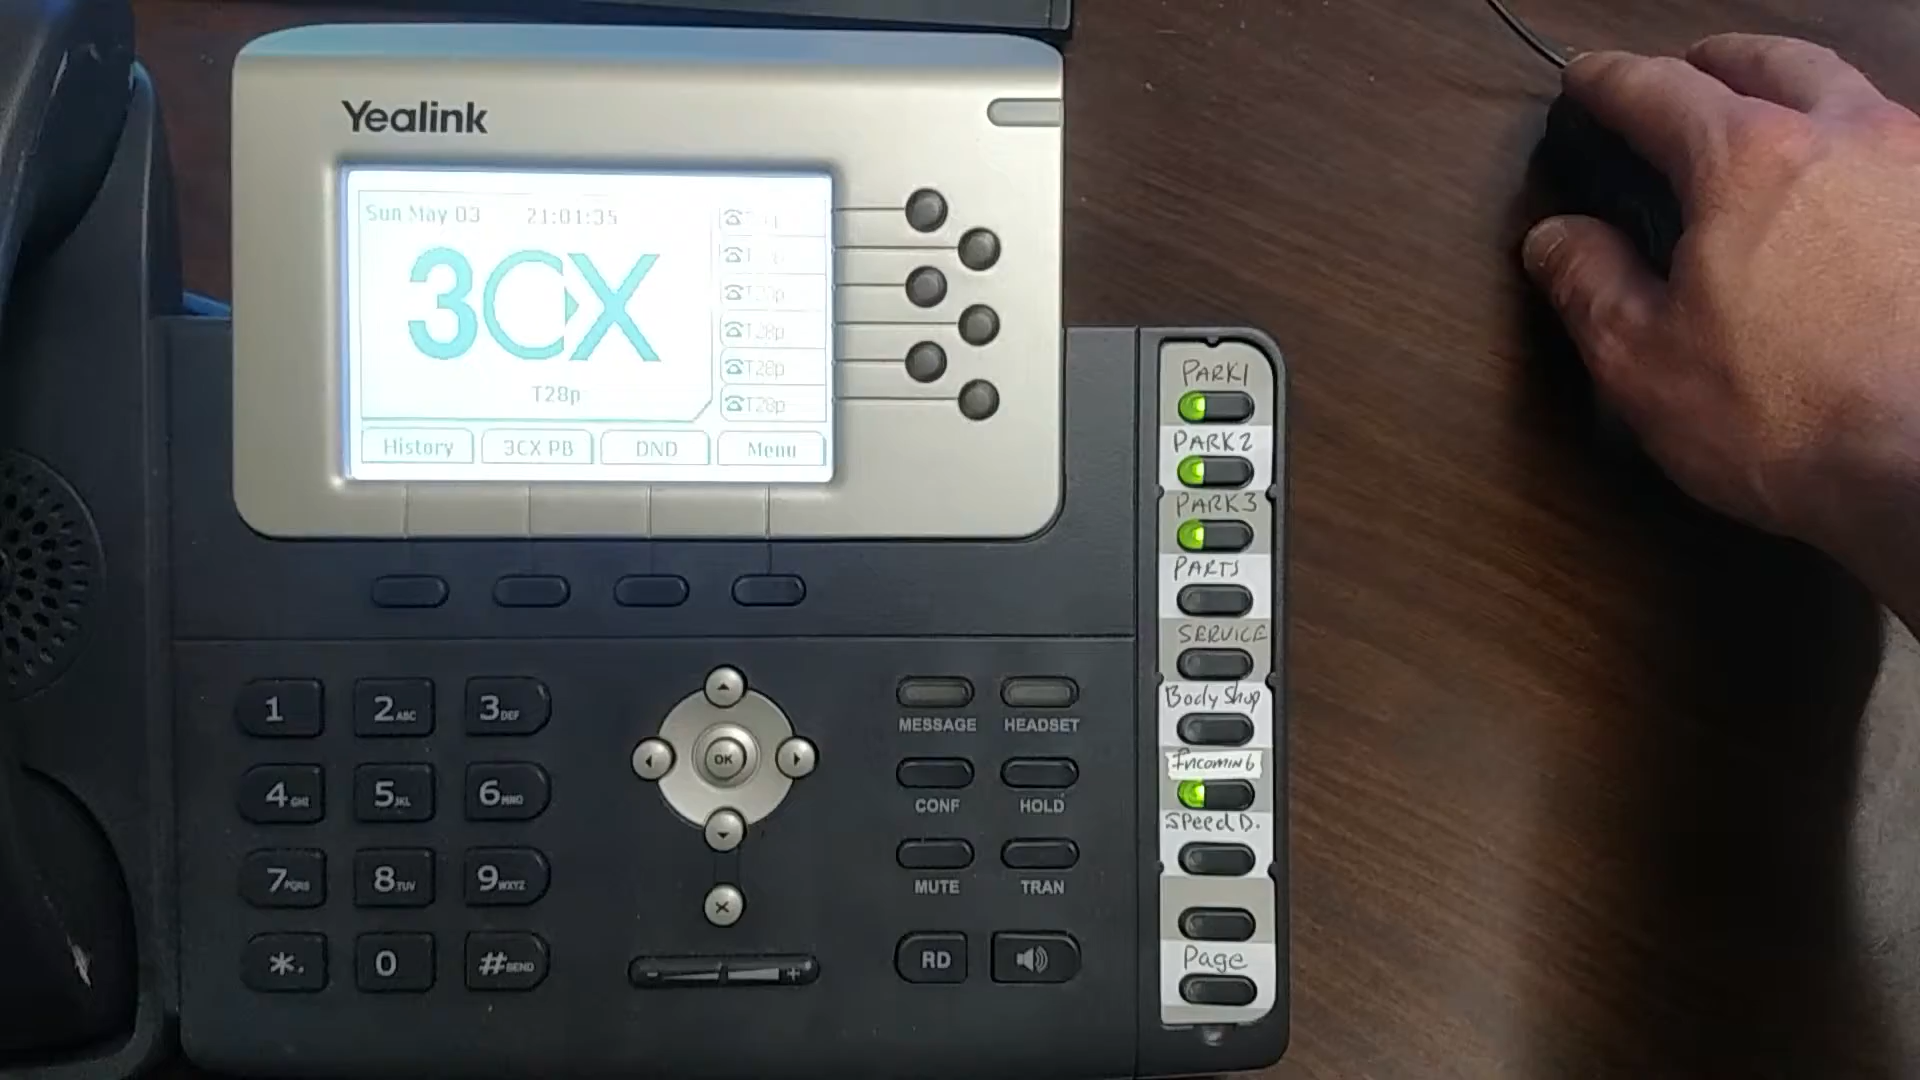 Yealink
Sun May 03 21:01:35
3CX
T28p
T28p
T28p
T28p
T28p
History 3CX PB DND Menu
PARK1
PARK2
PARK3
PARTS
SERVICE
Body Shop
INCOMING
Speed D.
Page
1 2ABC 3DEF
4GHI 5JKL 6MNO
7PQRS 8TUV 9WXYZ
*. 0 #SEND
OK
MESSAGE HEADSET
CONF HOLD
MUTE TRAN
RD
- +